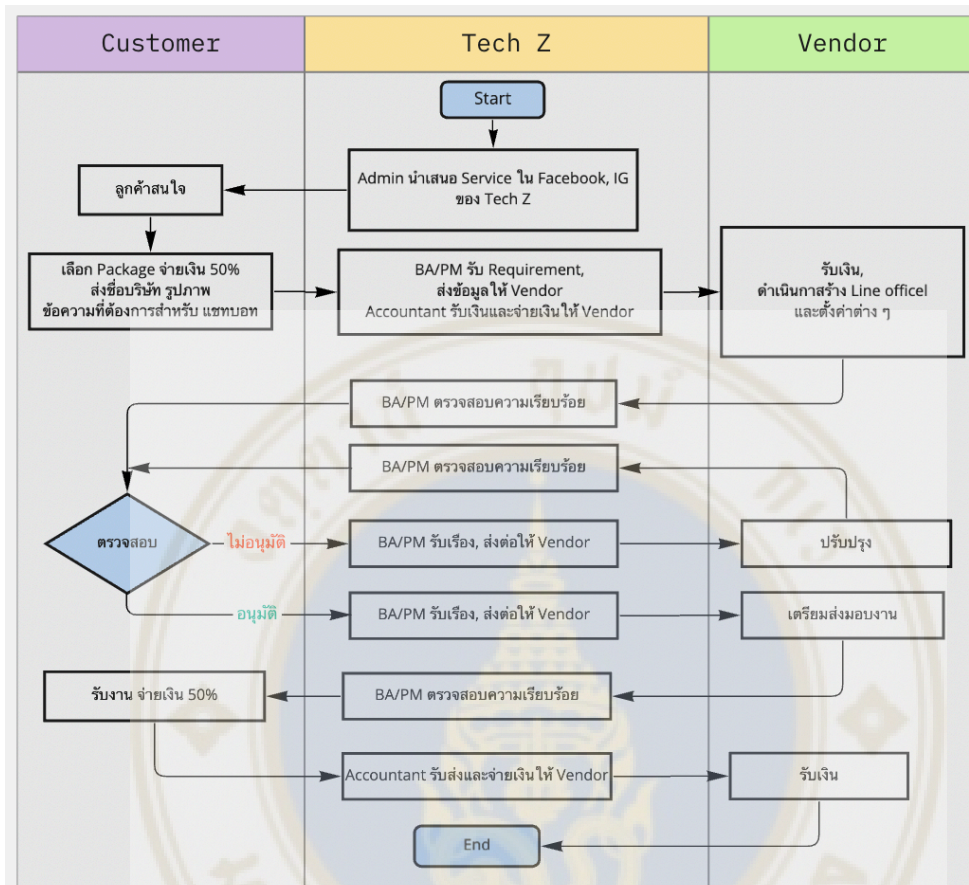 Customer
Tech Z
Vendor
Start
Admin นำเสนอ Service ใน Facebook, IG
ของ Tech Z
ลูกค้าสนใจ
เลือก Package จ่ายเงิน 50%
ส่งชื่อบริษัท รูปภาพ
ข้อความที่ต้องการสำหรับ แชทบอท
BA/PM รับ Requirement,
ส่งข้อมูลให้ Vendor
Accountant รับเงินและจ่ายเงินให้ Vendor
รับเงิน,
ดำเนินกาสร้าง Line officel
และตั้งค่าต่าง ๆ
BA/PM ตรวจสอบความเรียบร้อย
BA/PM ตรวจสอบความเรียบร้อย
ตรวจสอบ
ไม่อนุมัติ
BA/PM รับเรื่อง, ส่งต่อให้ Vendor
ปรับปรุง
อนุมัติ
BA/PM รับเรื่อง, ส่งต่อให้ Vendor
เตรียมส่งมอบงาน
รับงาน จ่ายเงิน 50%
BA/PM ตรวจสอบความเรียบร้อย
Accountant รับส่งและจ่ายเงินให้ Vendor
รับเงิน
End